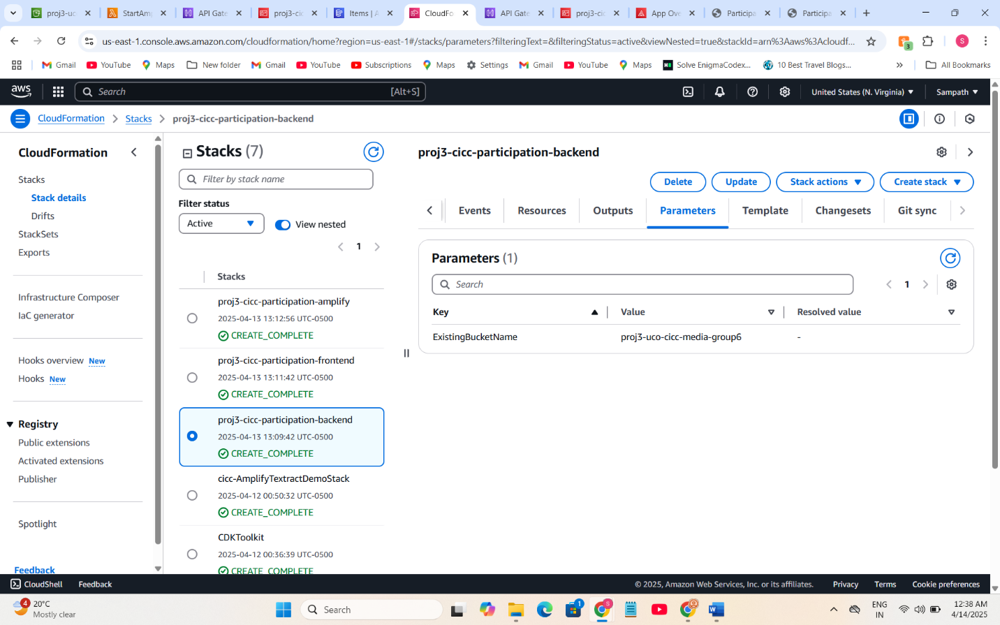 proj3-uc
StartAm
API Gate
proj3-ci
Items | A
CloudFo
API Gate
proj3-ci
App Ove
Participa
Participa
us-east-1.console.aws.amazon.com/cloudformation/home?region=us-east-1#/stacks/parameters?filteringText=&filteringStatus=active&viewNested=true&stackId=arn%3Aaws%3Acloudf...
3
S
Gmail
YouTube
Maps
New folder
Gmail
YouTube
Subscriptions
Maps
Settings
Gmail
YouTube
Maps
Solve EnigmaCodex...
10 Best Travel Blogs...
»
All Bookmarks
aws
Search
[Alt+S]
United States (N. Virginia)
Sampath
CloudFormation
Stacks
proj3-cicc-participation-backend
CloudFormation
Stacks
Stack details
Drifts
StackSets
Exports
Infrastructure Composer
IaC generator
Hooks overview New
Hooks New
Registry
Public extensions
Activated extensions
Publisher
Spotlight
Feedback
Stacks (7)
Filter by stack name
Filter status
Active
View nested
1
Stacks
proj3-cicc-participation-amplify
2025-04-13 13:12:56 UTC-0500
CREATE_COMPLETE
proj3-cicc-participation-frontend
2025-04-13 13:11:42 UTC-0500
CREATE_COMPLETE
proj3-cicc-participation-backend
2025-04-13 13:09:42 UTC-0500
CREATE_COMPLETE
cicc-AmplifyTextractDemoStack
2025-04-12 00:50:32 UTC-0500
CREATE_COMPLETE
CDKToolkit
2025-04-12 00:36:39 UTC-0500
CREATE_COMPLETE
proj3-cicc-participation-backend
Delete
Update
Stack actions
Create stack
Events
Resources
Outputs
Parameters
Template
Changesets
Git sync
Parameters (1)
Search
1
Key
Value
Resolved value
ExistingBucketName
proj3-uco-cicc-media-group6
-
CloudShell
Feedback
© 2025, Amazon Web Services, Inc. or its affiliates.
Privacy
Terms
Cookie preferences
4
20°C
Mostly clear
Search
1
S
ENG
IN
12:38 AM
4/14/2025